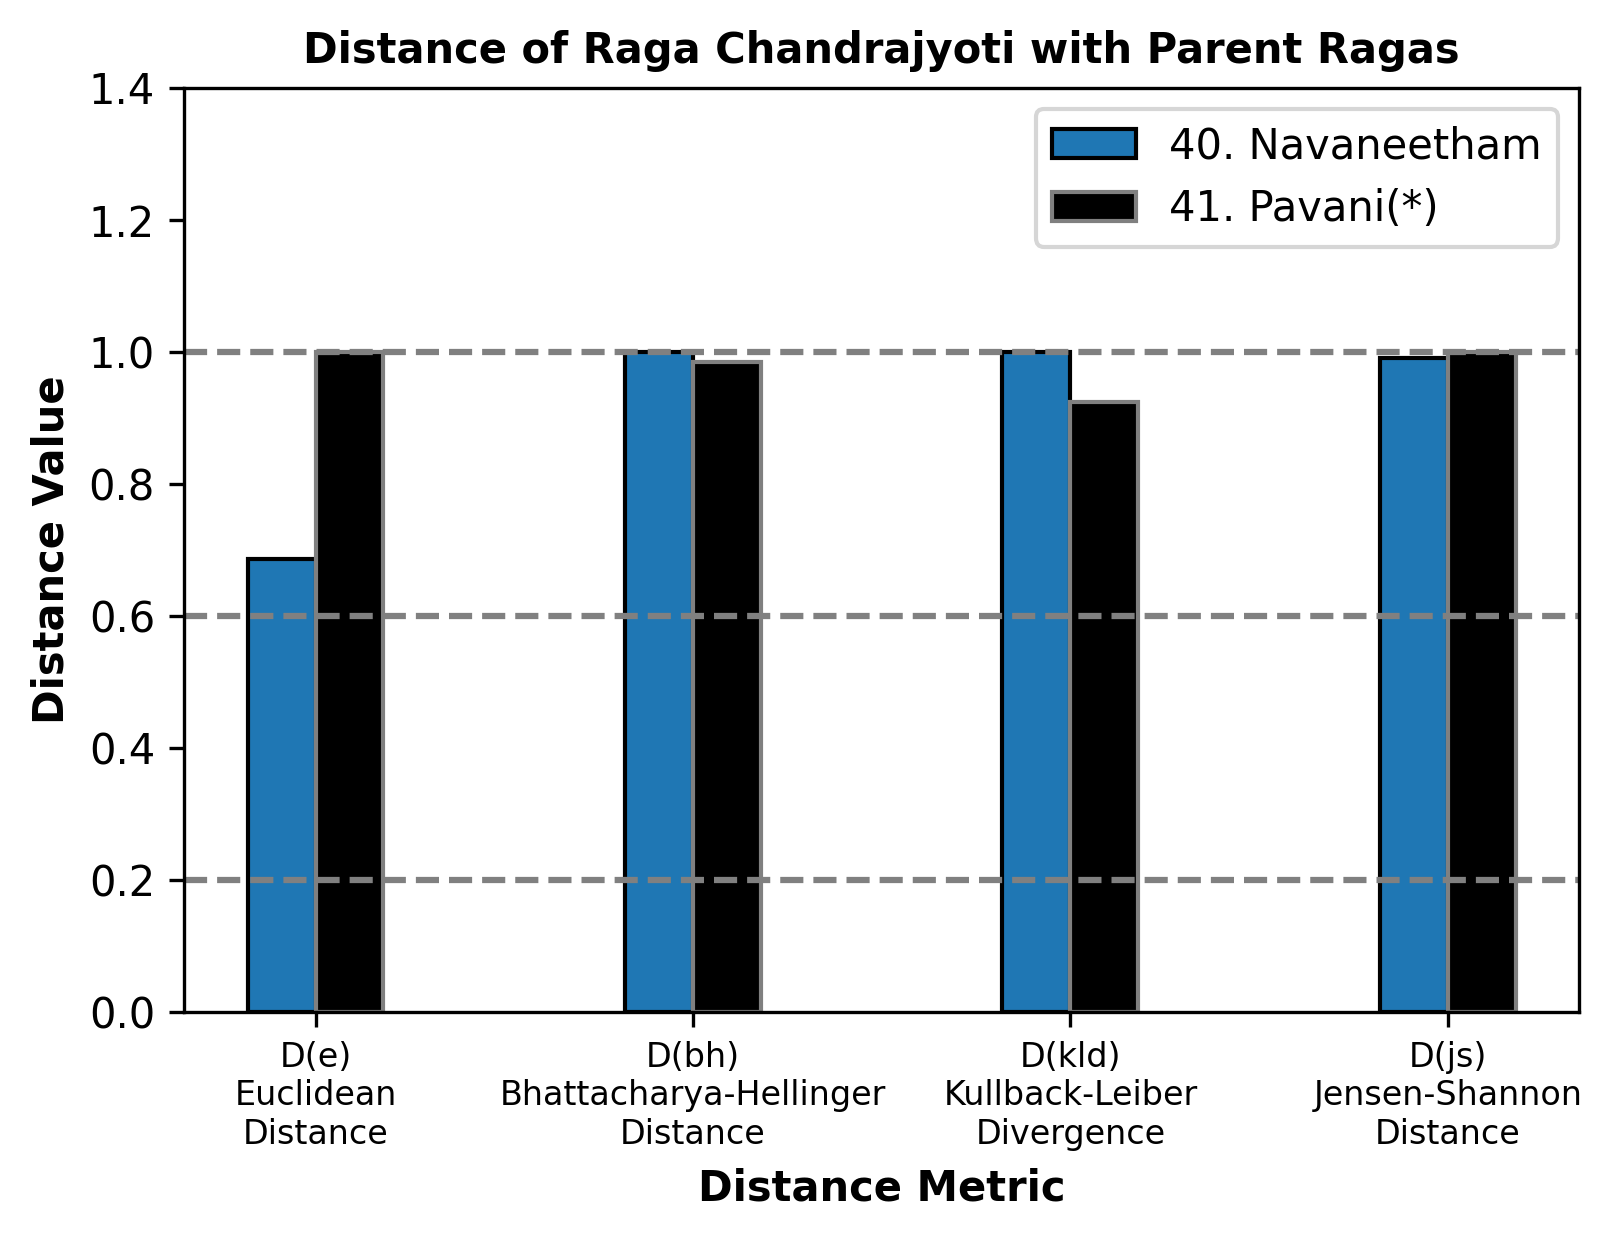 Distance of Raga Chandrajyoti with Parent Ragas
40. Navaneetham
41. Pavani(*)
Distance Value
1.4
1.2
1.0
0.8
0.6
0.4
0.2
0.0
D(e)
Euclidean
Distance
D(bh)
Bhattacharya-Hellinger
Distance
D(kld)
Kullback-Leiber
Divergence
D(js)
Jensen-Shannon
Distance
Distance Metric